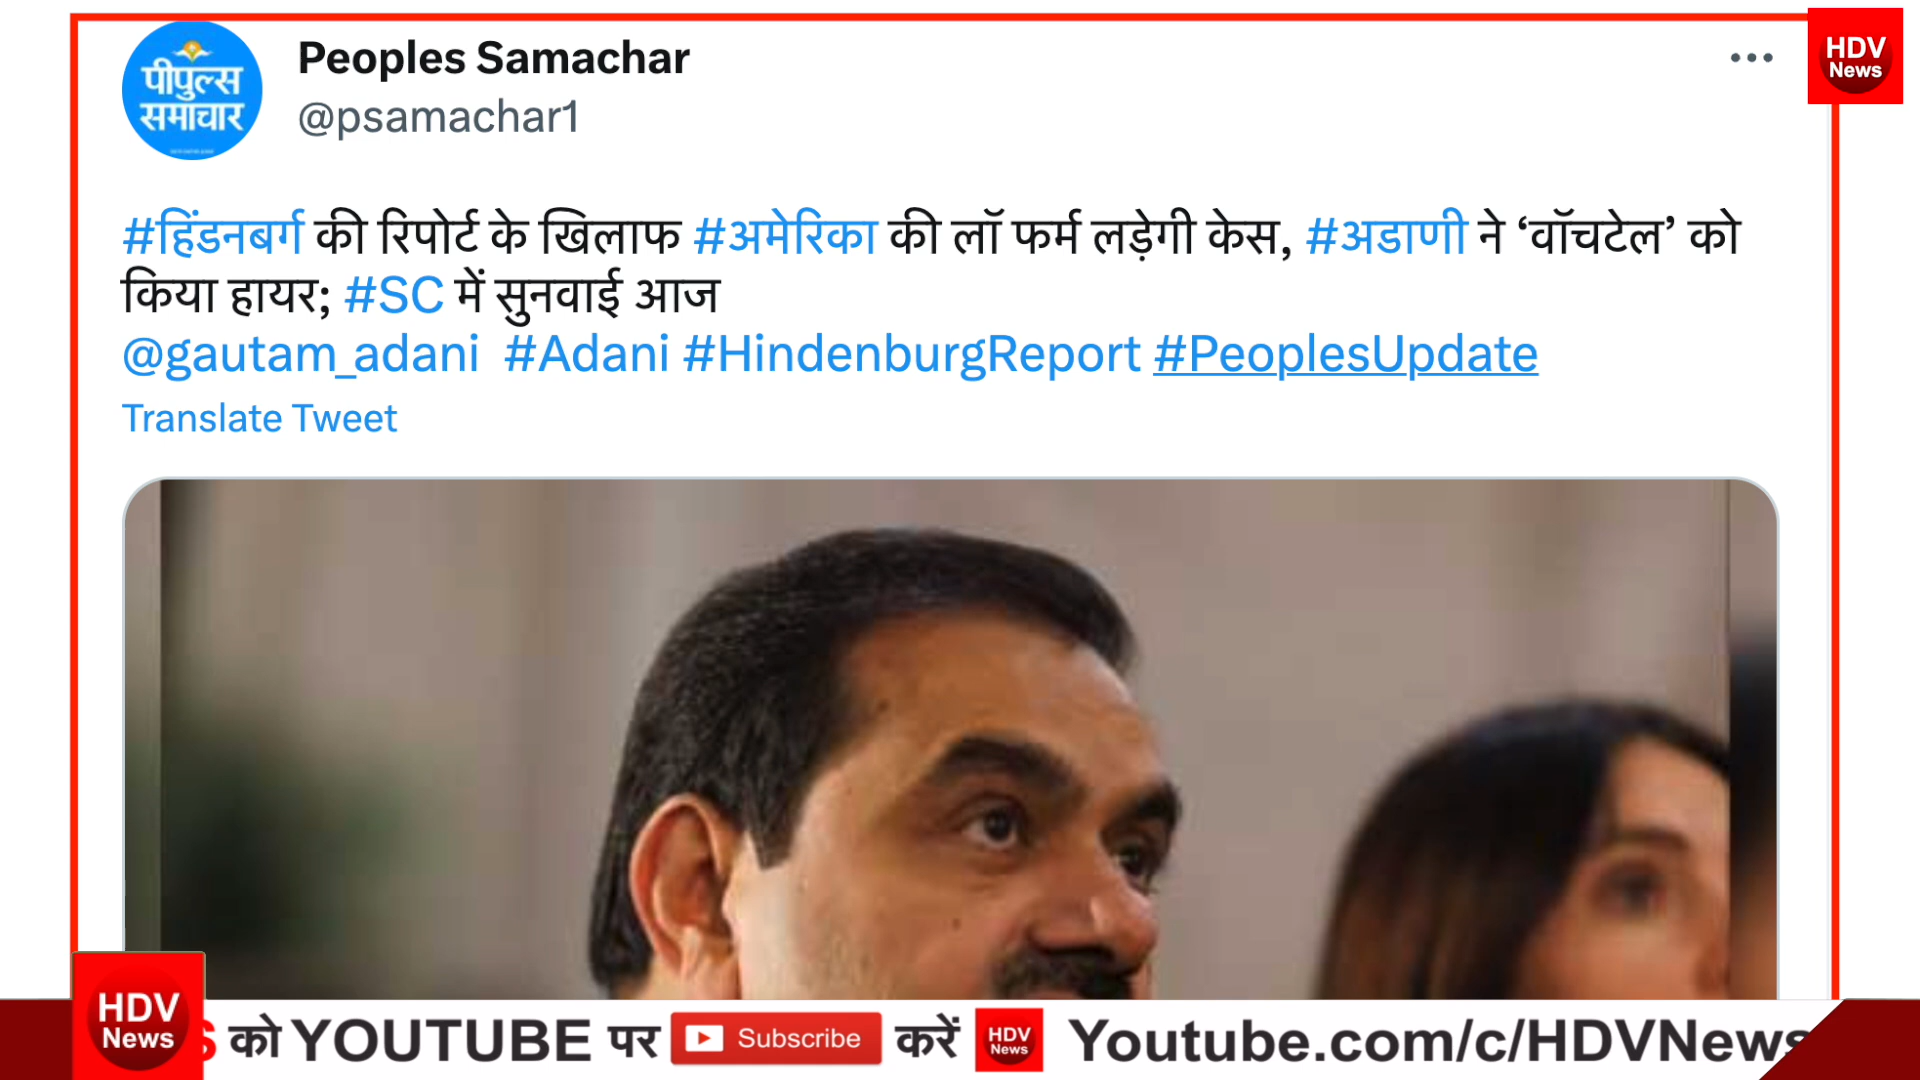 पीपुल्स
समाचार
Peoples Samachar
@psamachar1
HDV
News
#हिंडनबर्ग की रिपोर्ट के खिलाफ #अमेरिका की लॉ फर्म लड़ेगी केस, #अडाणी ने ‘वॉचटेल’ को
किया हायर; #SC में सुनवाई आज
@gautam_adani #Adani #HindenburgReport #PeoplesUpdate
Translate Tweet
HDV
News
S को YOUTUBE पर Subscribe करें HDV News Youtube.com/c/HDVNews